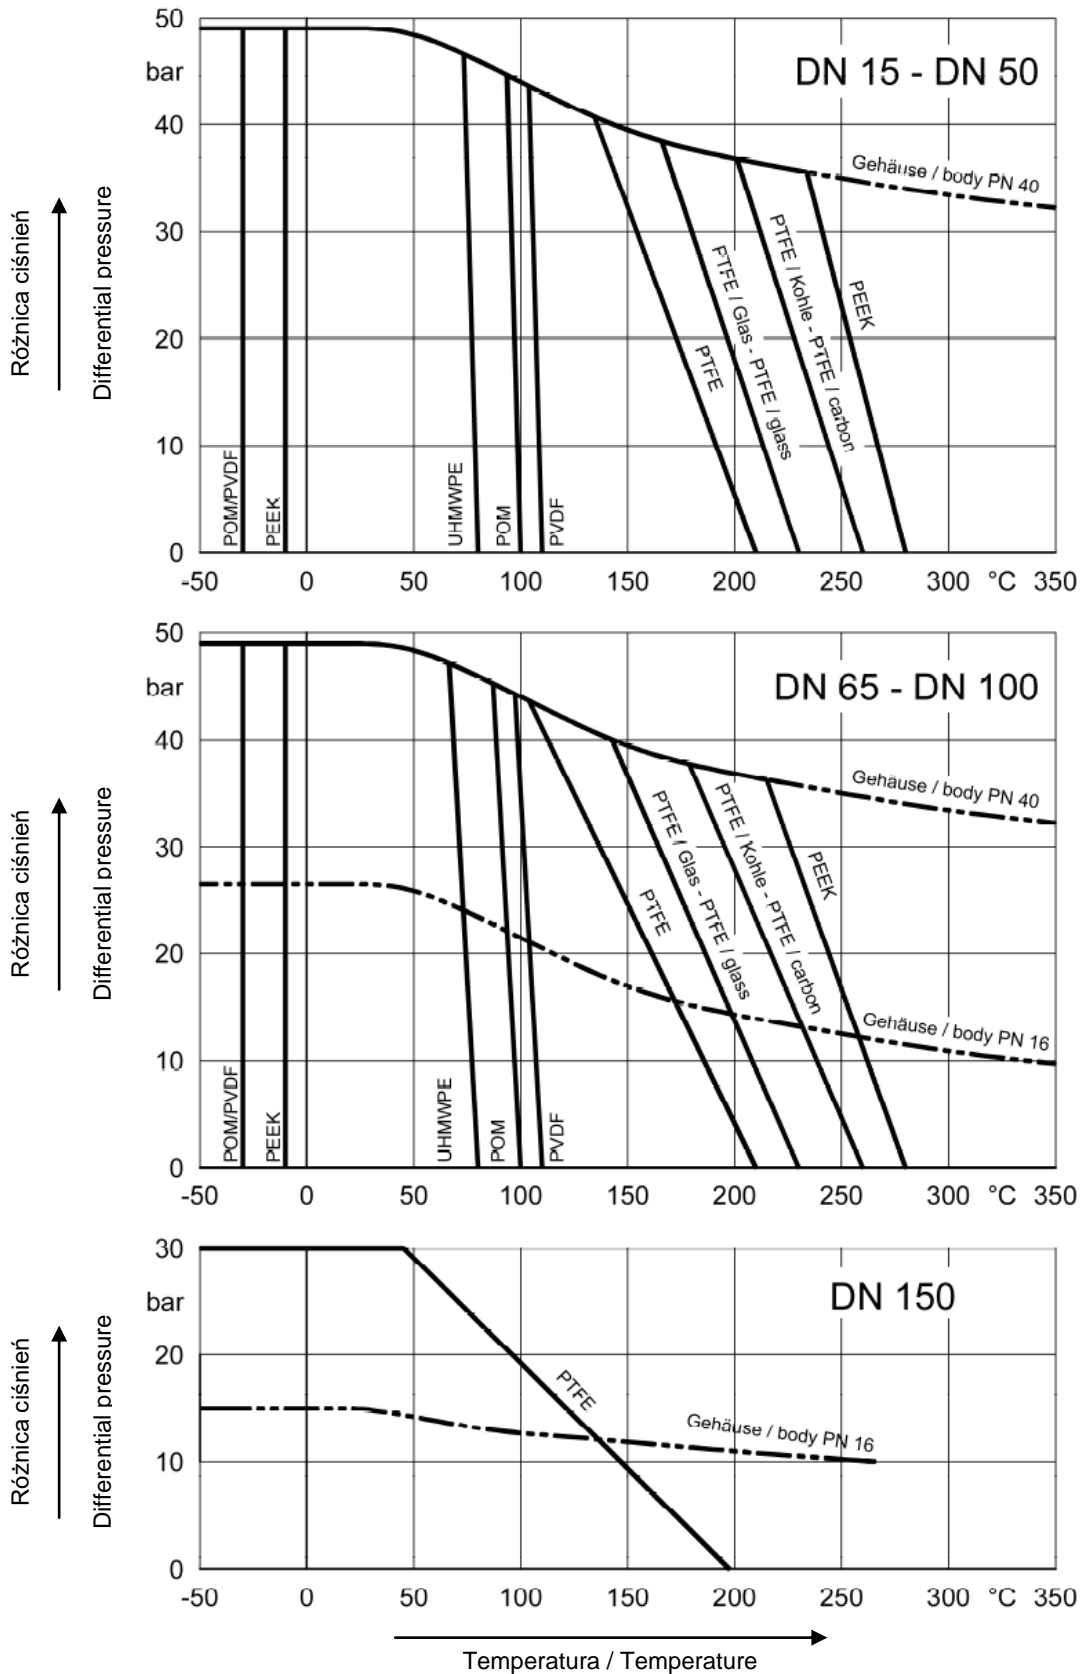 50
bar
40
30
20
10
0
-50
0
50
100
150
200
250
300
°C
350
DN 15 - DN 50
Gehäuse / body PN 40
Różnica ciśnień
Differential pressure
POM/PVDF
PEEK
UHMWPE
POM
PVDF
PTFE
PTFE / Glas - PTFE / glass
PTFE / Kohle - PTFE / carbon
PEEK
50
bar
40
30
20
10
0
-50
0
50
100
150
200
250
300
°C
350
DN 65 - DN 100
Gehäuse / body PN 40
Gehäuse / body PN 16
Różnica ciśnień
Differential pressure
POM/PVDF
PEEK
UHMWPE
POM
PVDF
PTFE
PTFE / Glas - PTFE / glass
PTFE / Kohle - PTFE / carbon
PEEK
30
bar
20
10
0
-50
0
50
100
150
200
250
300
°C
350
DN 150
PTFE
Gehäuse / body PN 16
Różnica ciśnień
Differential pressure
Temperatura / Temperature